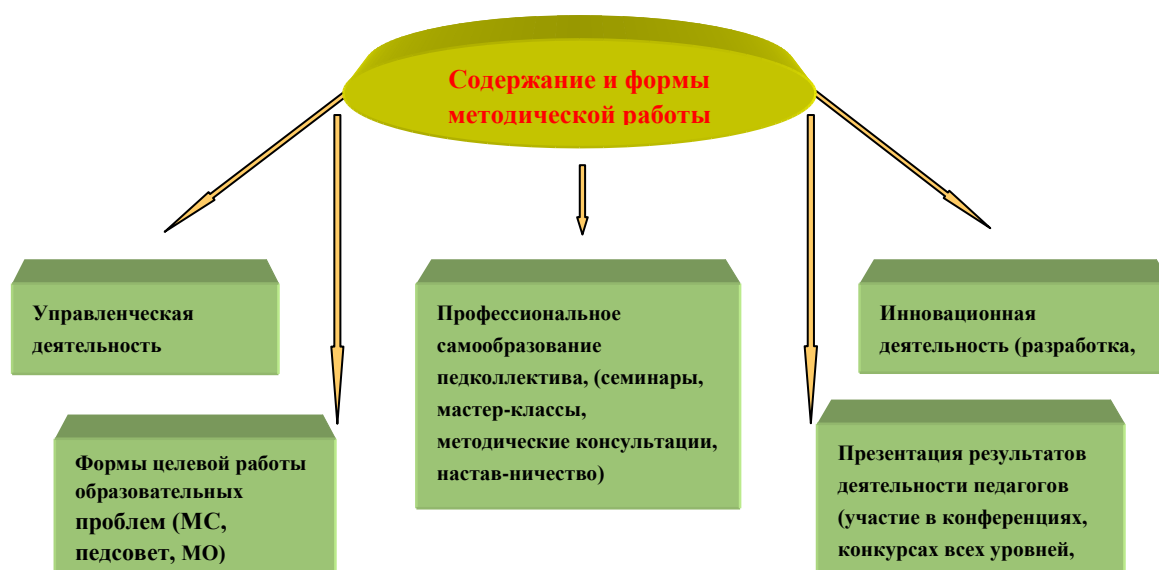 Содержание и формы
методической работы
Управленческая
деятельность
Формы целевой работы
образовательных
проблем (МС,
педсовет, МО)
Профессиональное
самообразование
педколлектива, (семинары,
мастер-классы,
методические консультации,
настав-ничество)
Инновационная
деятельность (разработка,
Презентация результатов
деятельности педагогов
(участие в конференциях,
конкурсах всех уровней,